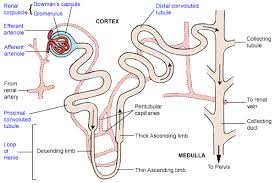 Renal
corpuscle
Bowman's capsule
Glomerulus
Efferent
arteriole
Afferent
arteriole
From
renal
artery
Proximal
convoluted
tubule
Loop
of
Henle
CORTEX
Distal convoluted
tubule
Collecting
tubule
Peritubular
capillaries
To renal
vein
Collecting
duct
Thick Ascending limb
Decending limb
MEDULLA
Thin Ascending limb
To Pelvis